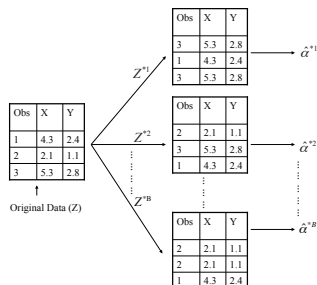 Obs X Y
3 5.3 2.8
1 4.3 2.4
3 5.3 2.8
Z*1
α̂*1
Obs X Y
1 4.3 2.4
2 2.1 1.1
3 5.3 2.8
Original Data (Z)
Z*2
Obs X Y
2 2.1 1.1
3 5.3 2.8
1 4.3 2.4
α̂*2
Z*B
Obs X Y
2 2.1 1.1
2 2.1 1.1
1 4.3 2.4
α̂*B